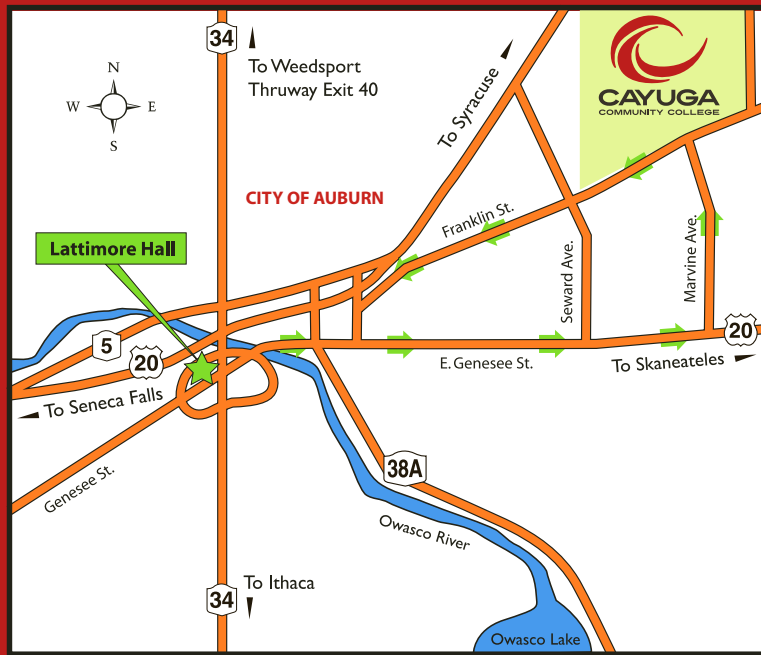 34
To Weedsport
Thruway Exit 40
N
W
E
S
To Syracuse
CAYUGA
COMMUNITY COLLEGE
CITY OF AUBURN
Franklin St.
Lattimore Hall
Seward Ave.
Marvine Ave.
5
20
20
E. Genesee St.
To Skaneateles
To Seneca Falls
Genesee St.
38A
Owasco River
To Ithaca
34
Owasco Lake